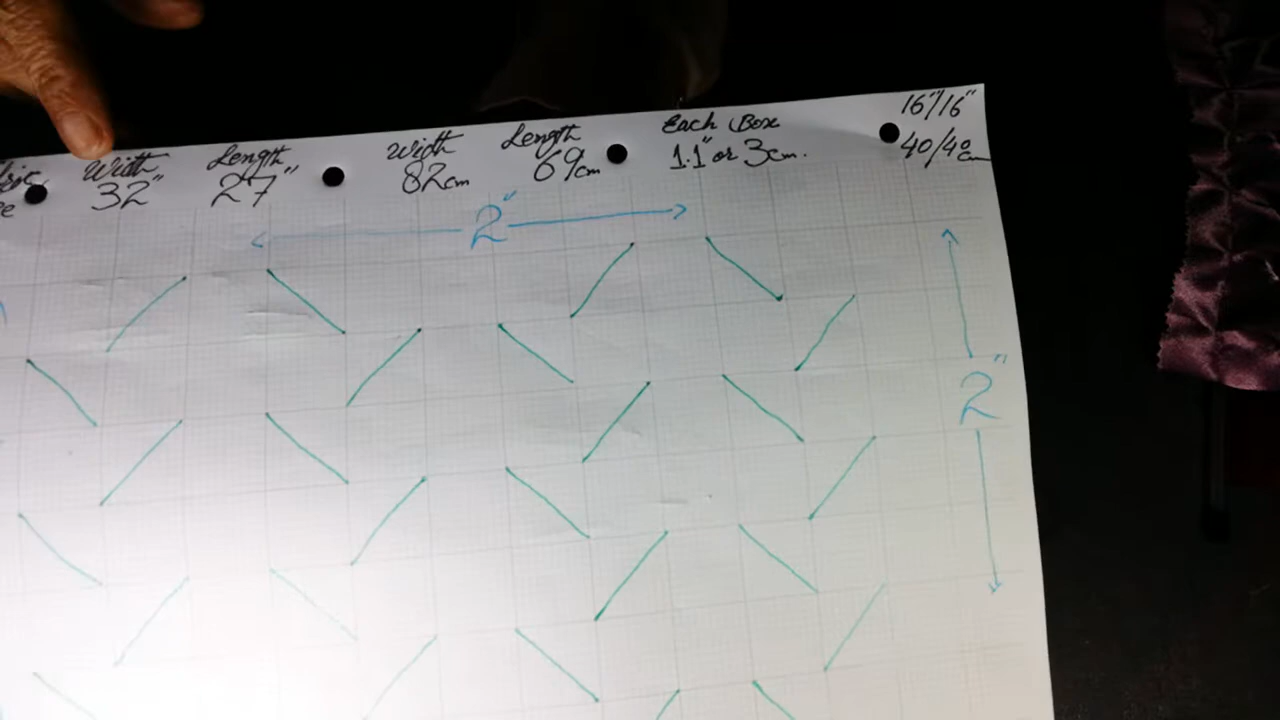 Width Length Width Length Each Box 16"/16"
32" 27" 82cm 69cm 1.1" or 3cm. 40/40cm
2"
2"